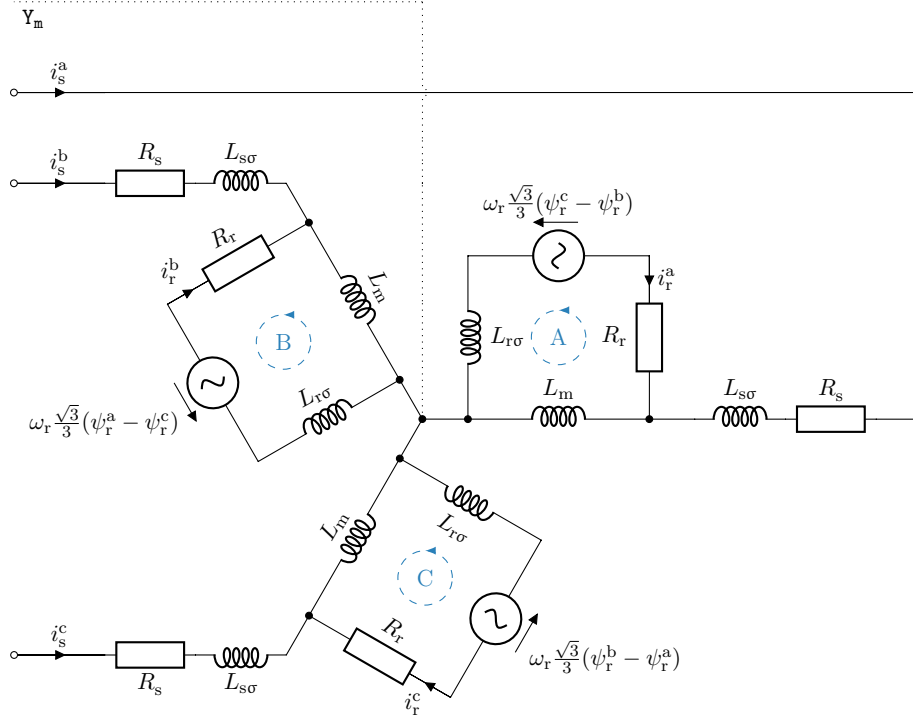 Y_m
i_s^a
i_s^b
R_s
L_sσ
ω_r √3/3 (ψ_r^c − ψ_r^b)
R_r
i_r^b
L_m
i_r^a
B
L_rσ
A
R_r
L_rσ
L_m
L_sσ
R_s
ω_r √3/3 (ψ_r^a − ψ_r^c)
L_m
L_rσ
C
i_s^c
R_r
R_s
L_sσ
ω_r √3/3 (ψ_r^b − ψ_r^a)
i_r^c